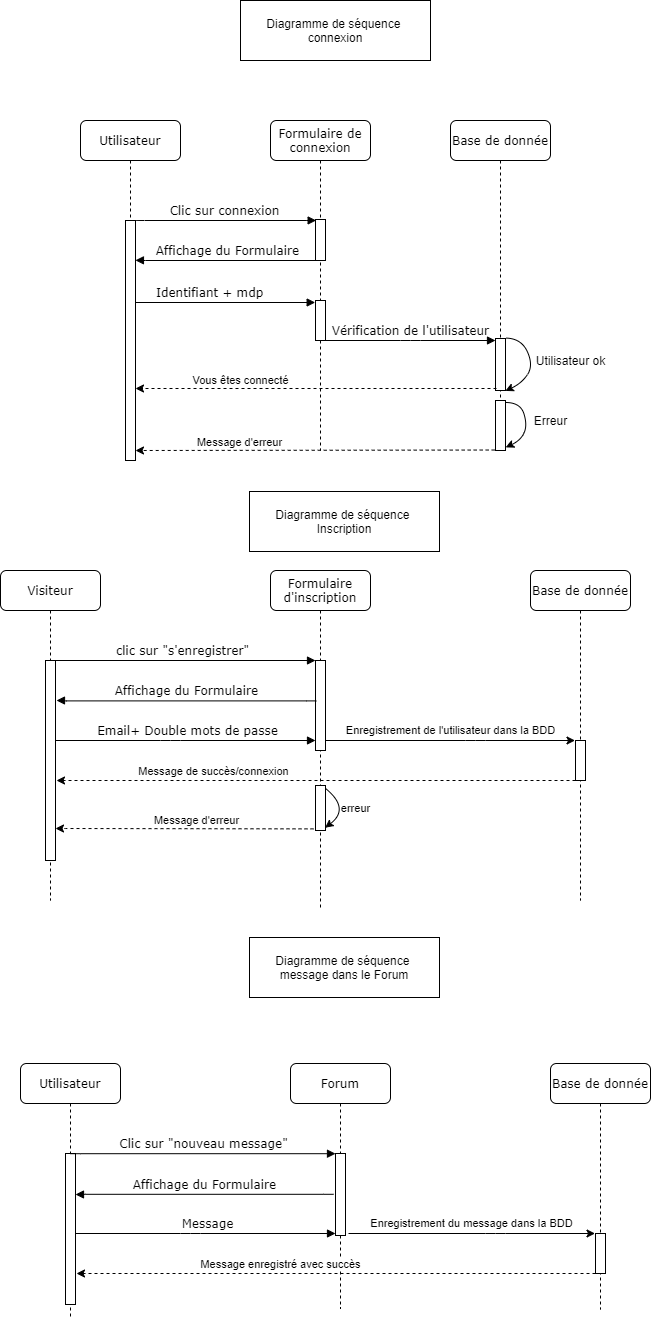 Diagramme de séquence
connexion
Utilisateur
Formulaire de
connexion
Base de donnée
Clic sur connexion
Affichage du Formulaire
Identifiant + mdp
Vérification de l'utilisateur
Utilisateur ok
Vous êtes connecté
Erreur
Message d'erreur
Diagramme de séquence
Inscription
Visiteur
Formulaire
d'inscription
Base de donnée
clic sur "s'enregistrer"
Affichage du Formulaire
Email+ Double mots de passe
Enregistrement de l'utilisateur dans la BDD
Message de succès/connexion
erreur
Message d'erreur
Diagramme de séquence
message dans le Forum
Utilisateur
Forum
Base de donnée
Clic sur "nouveau message"
Affichage du Formulaire
Message
Enregistrement du message dans la BDD
Message enregistré avec succès